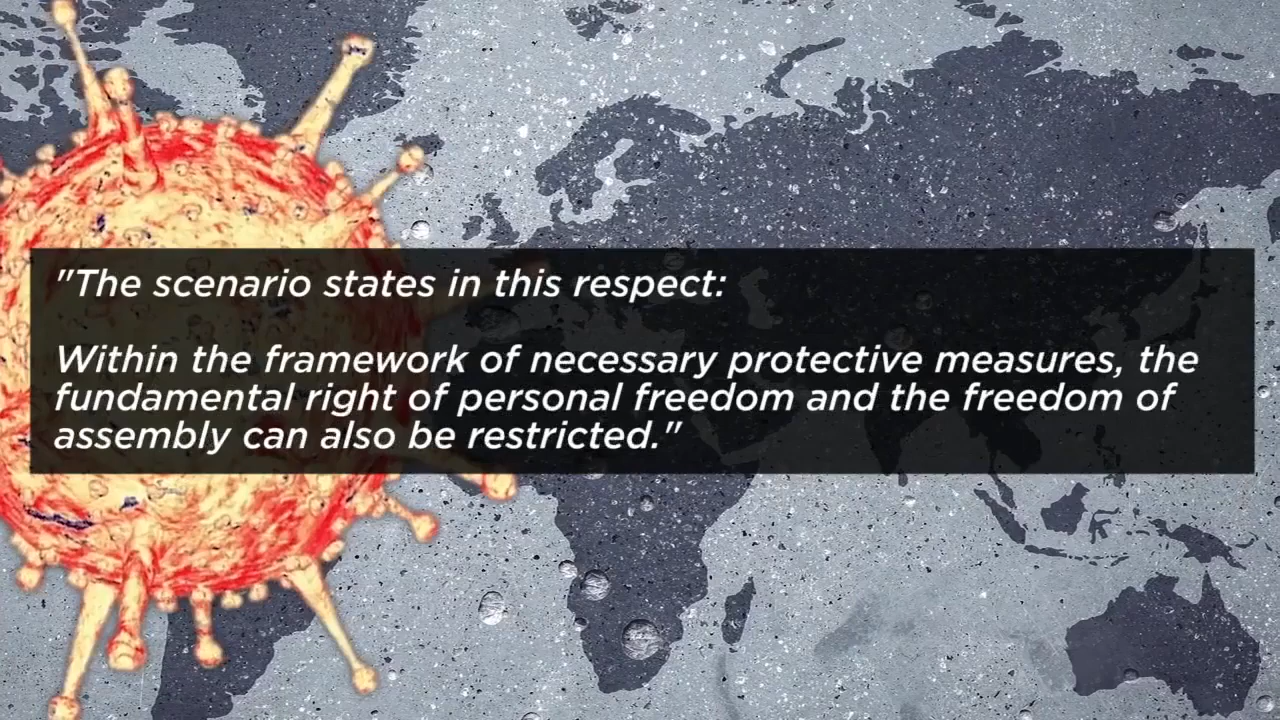 "The scenario states in this respect:
Within the framework of necessary protective measures, the
fundamental right of personal freedom and the freedom of
assembly can also be restricted."